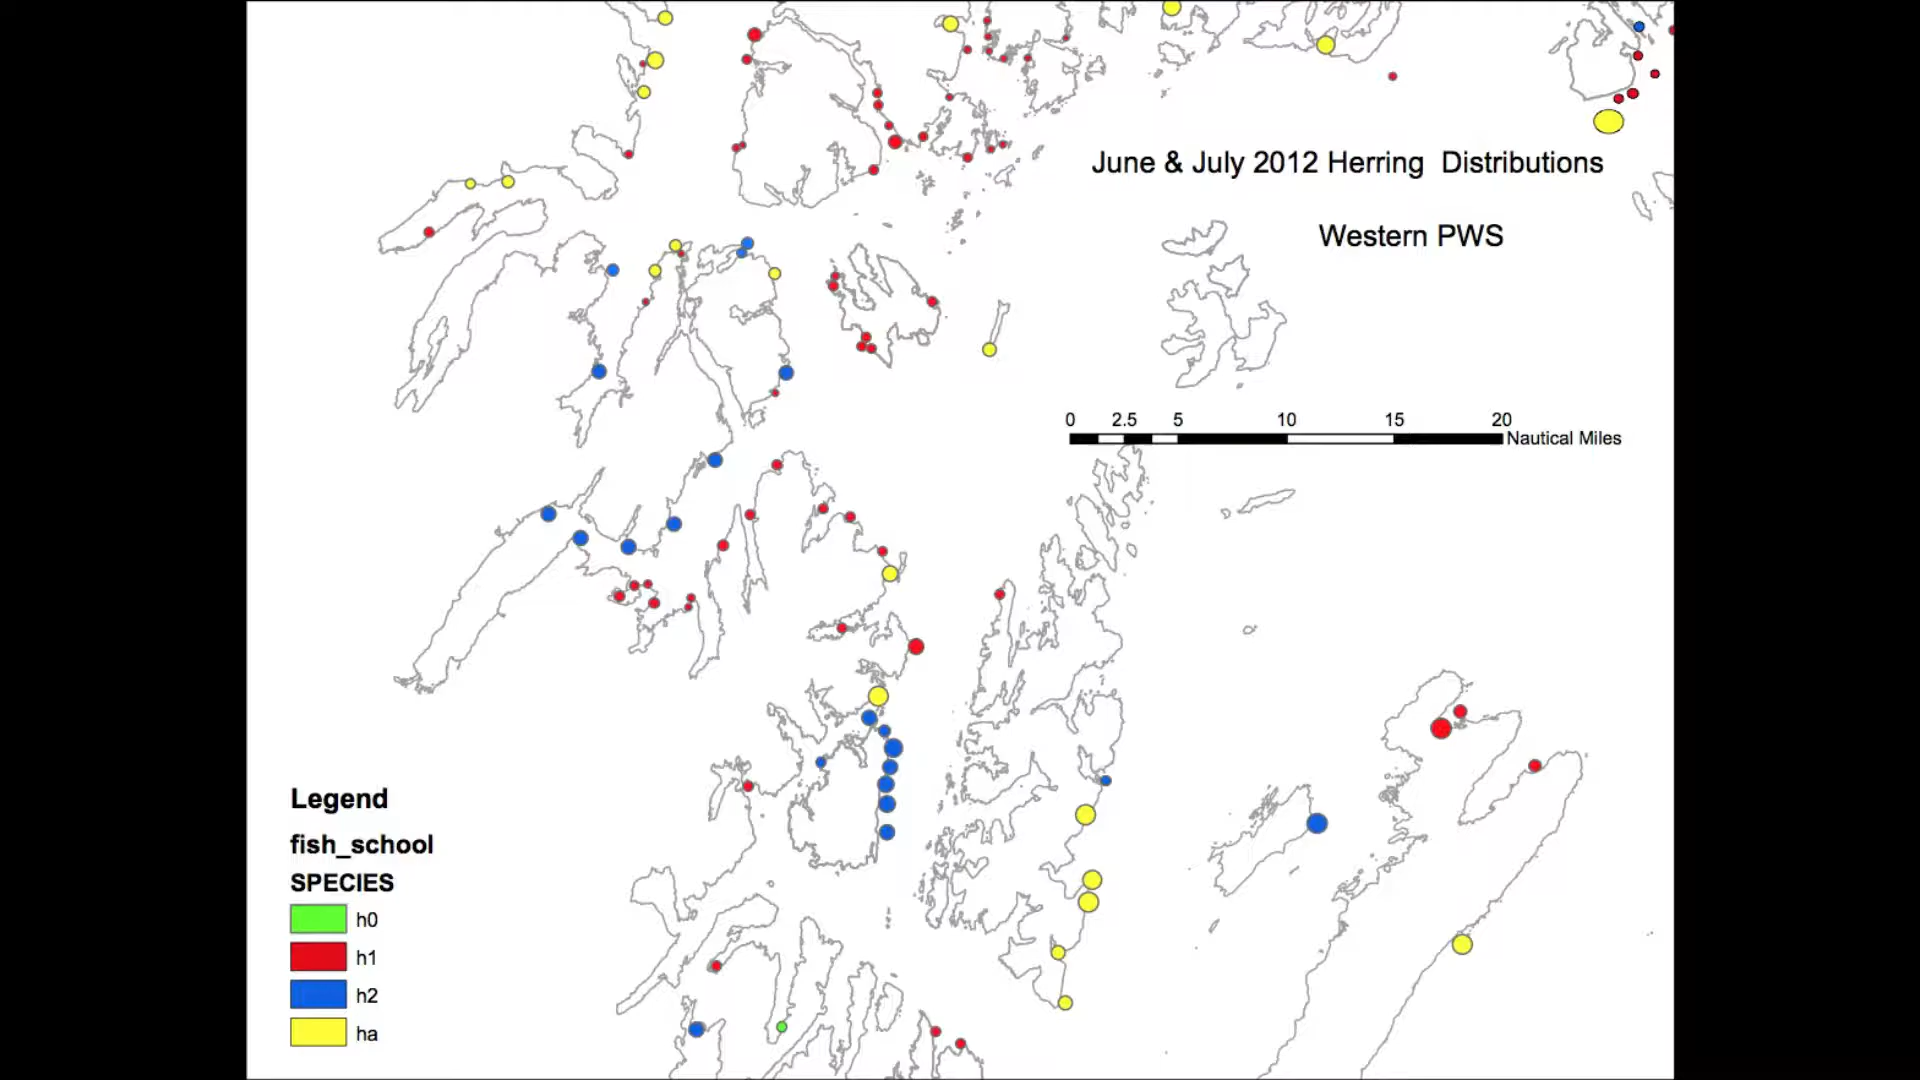 June & July 2012 Herring Distributions
Western PWS
0 2.5 5 10 15 20
Nautical Miles
Legend
fish_school
SPECIES
h0
h1
h2
ha